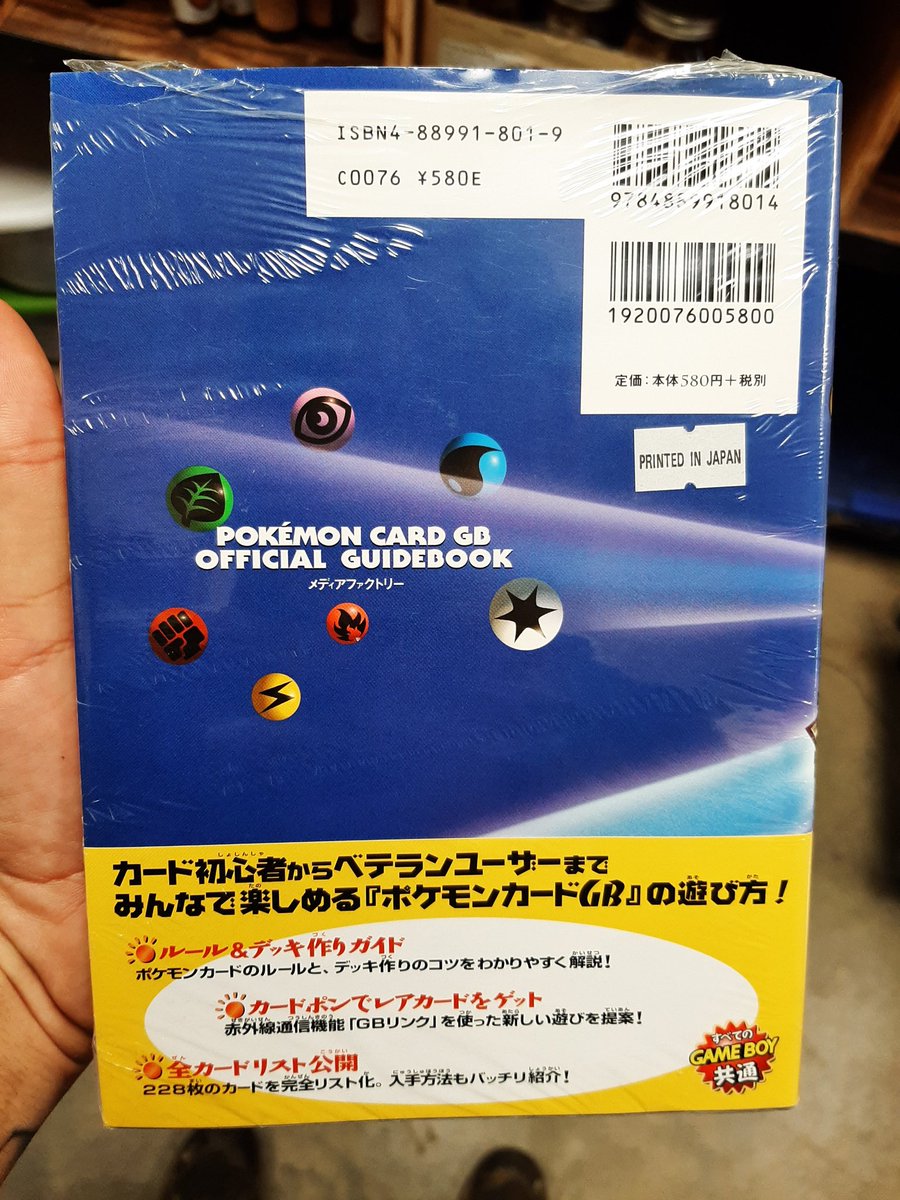 ISBN4-88991-801-9
C0076 ¥580E
9784889918014
1920076005800
定価:本体580円+税別
PRINTED IN JAPAN
POKÉMON CARD GB
OFFICIAL GUIDEBOOK
メディアファクトリー
カード初心者からベテランユーザーまで
みんなで楽しめる『ポケモンカードGB』の遊び方!
ルール&デッキ作りガイド
ポケモンカードのルールと、デッキ作りのコツをわかりやすく解説!
カードポンでレアカードをゲット
赤外線通信機能「GBリンク」を使った新しい遊びを提案!
全カードリスト公開
228枚のカードを完全リスト化。入手方法もバッチリ紹介!
すべての
GAME BOY
共通